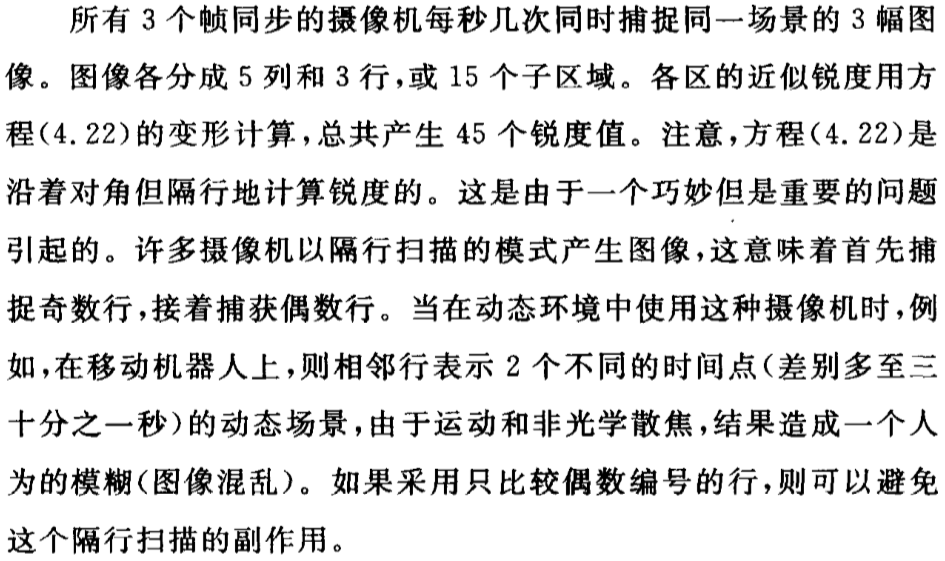 所有 3 个帧同步的摄像机每秒几次同时捕捉同一场景的 3 幅图
像。图像各分成 5 列和 3 行,或 15 个子区域。各区的近似锐度用方
程(4.22)的变形计算,总共产生 45 个锐度值。注意,方程(4.22)是
沿着对角但隔行地计算锐度的。这是由于一个巧妙但是重要的问题
引起的。许多摄像机以隔行扫描的模式产生图像,这意味着首先捕
捉奇数行,接着捕获偶数行。当在动态环境中使用这种摄像机时,例
如,在移动机器人上,则相邻行表示 2 个不同的时间点(差别多至三
十分之一秒)的动态场景,由于运动和非光学散焦,结果造成一个人
为的模糊(图像混乱)。如果采用只比较偶数编号的行,则可以避免
这个隔行扫描的副作用。